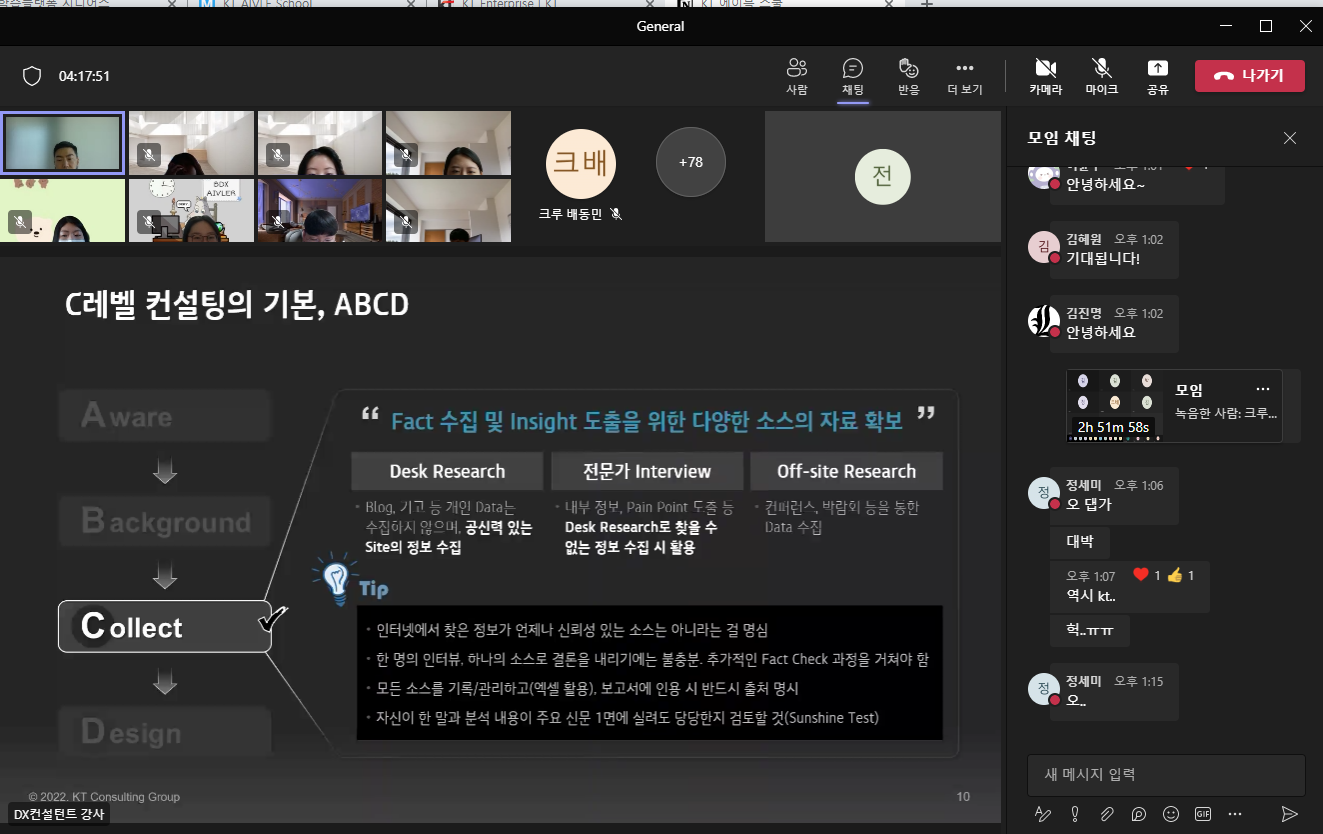 KT AIVLE School
KT Enterprise | KT
KT 에이블 스쿨
General
04:17:51
사람
채팅
반응
더 보기
카메라
마이크
공유
나가기
BOX
AIVLER
크배
크루 배동민
+78
전
모임 채팅
안녕하세요~
김
김혜원 오후 1:02
기대됩니다!
김진명 오후 1:02
안녕하세요
2h 51m 58s
모임
녹음한 사람: 크루...
정
정세미 오후 1:06
오 댑가
대박
오후 1:07 1 1
역시 kt..
헉..ㅠㅠ
정
정세미 오후 1:15
오..
새 메시지 입력
GIF
C레벨 컨설팅의 기본, ABCD
Aware
Background
Collect
Design
“ Fact 수집 및 Insight 도출을 위한 다양한 소스의 자료 확보 ”
Desk Research
전문가 Interview
Off-site Research
• Blog, 기고 등 개인 Data는
수집하지 않으며, 공신력 있는
Site의 정보 수집
• 내부 정보, Pain Point 도출 등
Desk Research로 찾을 수
없는 정보 수집 시 활용
• 컨퍼런스, 박람회 등을 통한
Data 수집
Tip
• 인터넷에서 찾은 정보가 언제나 신뢰성 있는 소스는 아니라는 걸 명심
• 한 명의 인터뷰, 하나의 소스로 결론을 내리기에는 불충분. 추가적인 Fact Check 과정을 거쳐야 함
• 모든 소스를 기록/관리하고(엑셀 활용), 보고서에 인용 시 반드시 출처 명시
• 자신이 한 말과 분석 내용이 주요 신문 1면에 실려도 당당한지 검토할 것(Sunshine Test)
© 2022. KT Consulting Group
10
DX컨설턴트 강사